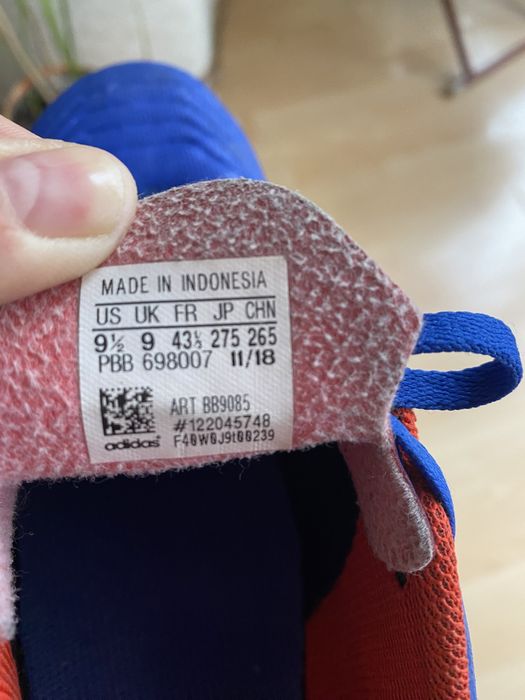 MADE IN INDONESIA
US UK FR JP CHN
9½ 9 43⅓ 275 265
PBB 698007 11/18
ART BB9085
#122045748
adidas F40W0J9t00239